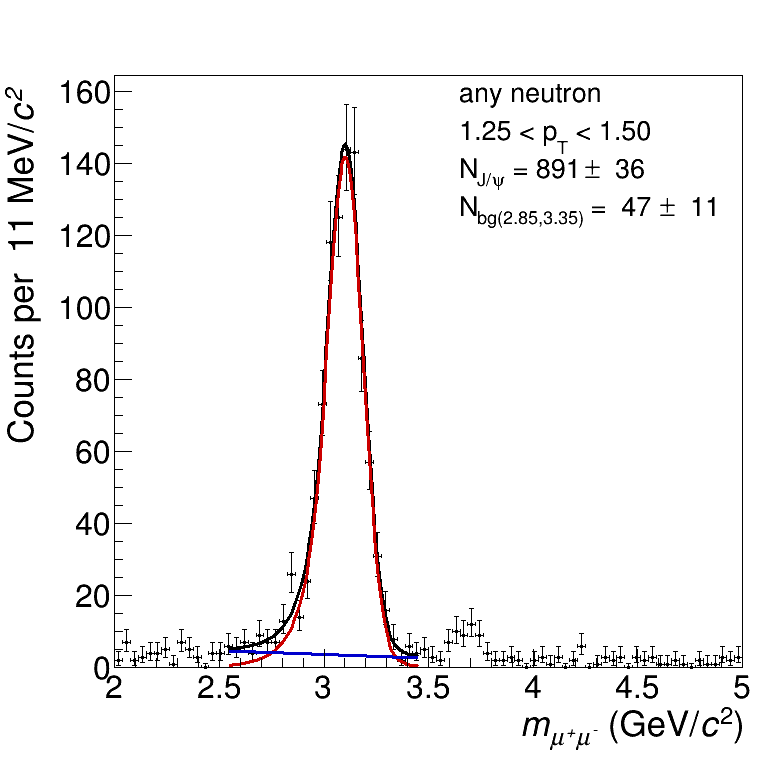 any neutron
1.25 < p_T < 1.50
N_J/ψ = 891 ± 36
N_bg(2.85,3.35) = 47 ± 11
Counts per 11 MeV/c²
160
140
120
100
80
60
40
20
0
2 2.5 3 3.5 4 4.5 5
m_μ⁺μ⁻ (GeV/c²)